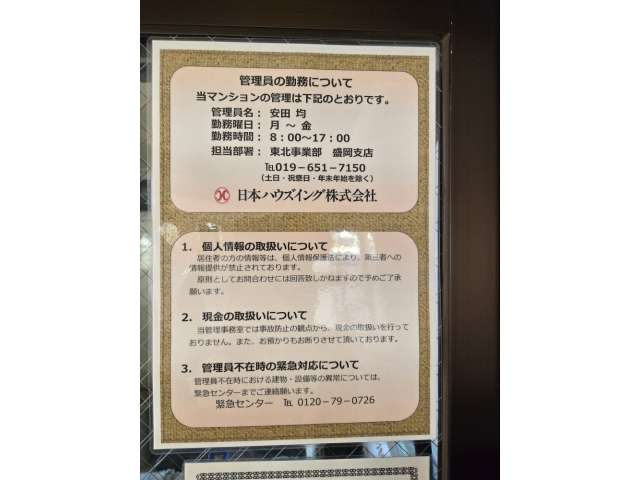 管理員の勤務について
当マンションの管理は下記のとおりです。
管理員名： 安田 均
勤務曜日： 月 ～ 金
勤務時間： 8：00～17：00
担当部署： 東北事業部 盛岡支店
℡019－651－7150
（土日・祝祭日・年末年始を除く）
日本ハウズイング株式会社
1． 個人情報の取扱いについて
居住者の方の情報等は、個人情報保護法により、第三者への
情報提供が禁止されております。
原則としてお問合わせには回答致しかねますので予めご了承
願います。
2． 現金の取扱いについて
当管理事務室では事故防止の観点から、現金の取扱いを行って
おりません。また、お預かりもお断りさせて頂いております。
3． 管理員不在時の緊急対応について
管理員不在時における建物・設備等の異常については、
緊急センターまでご連絡願います。
緊急センター ℡ 0120－79－0726